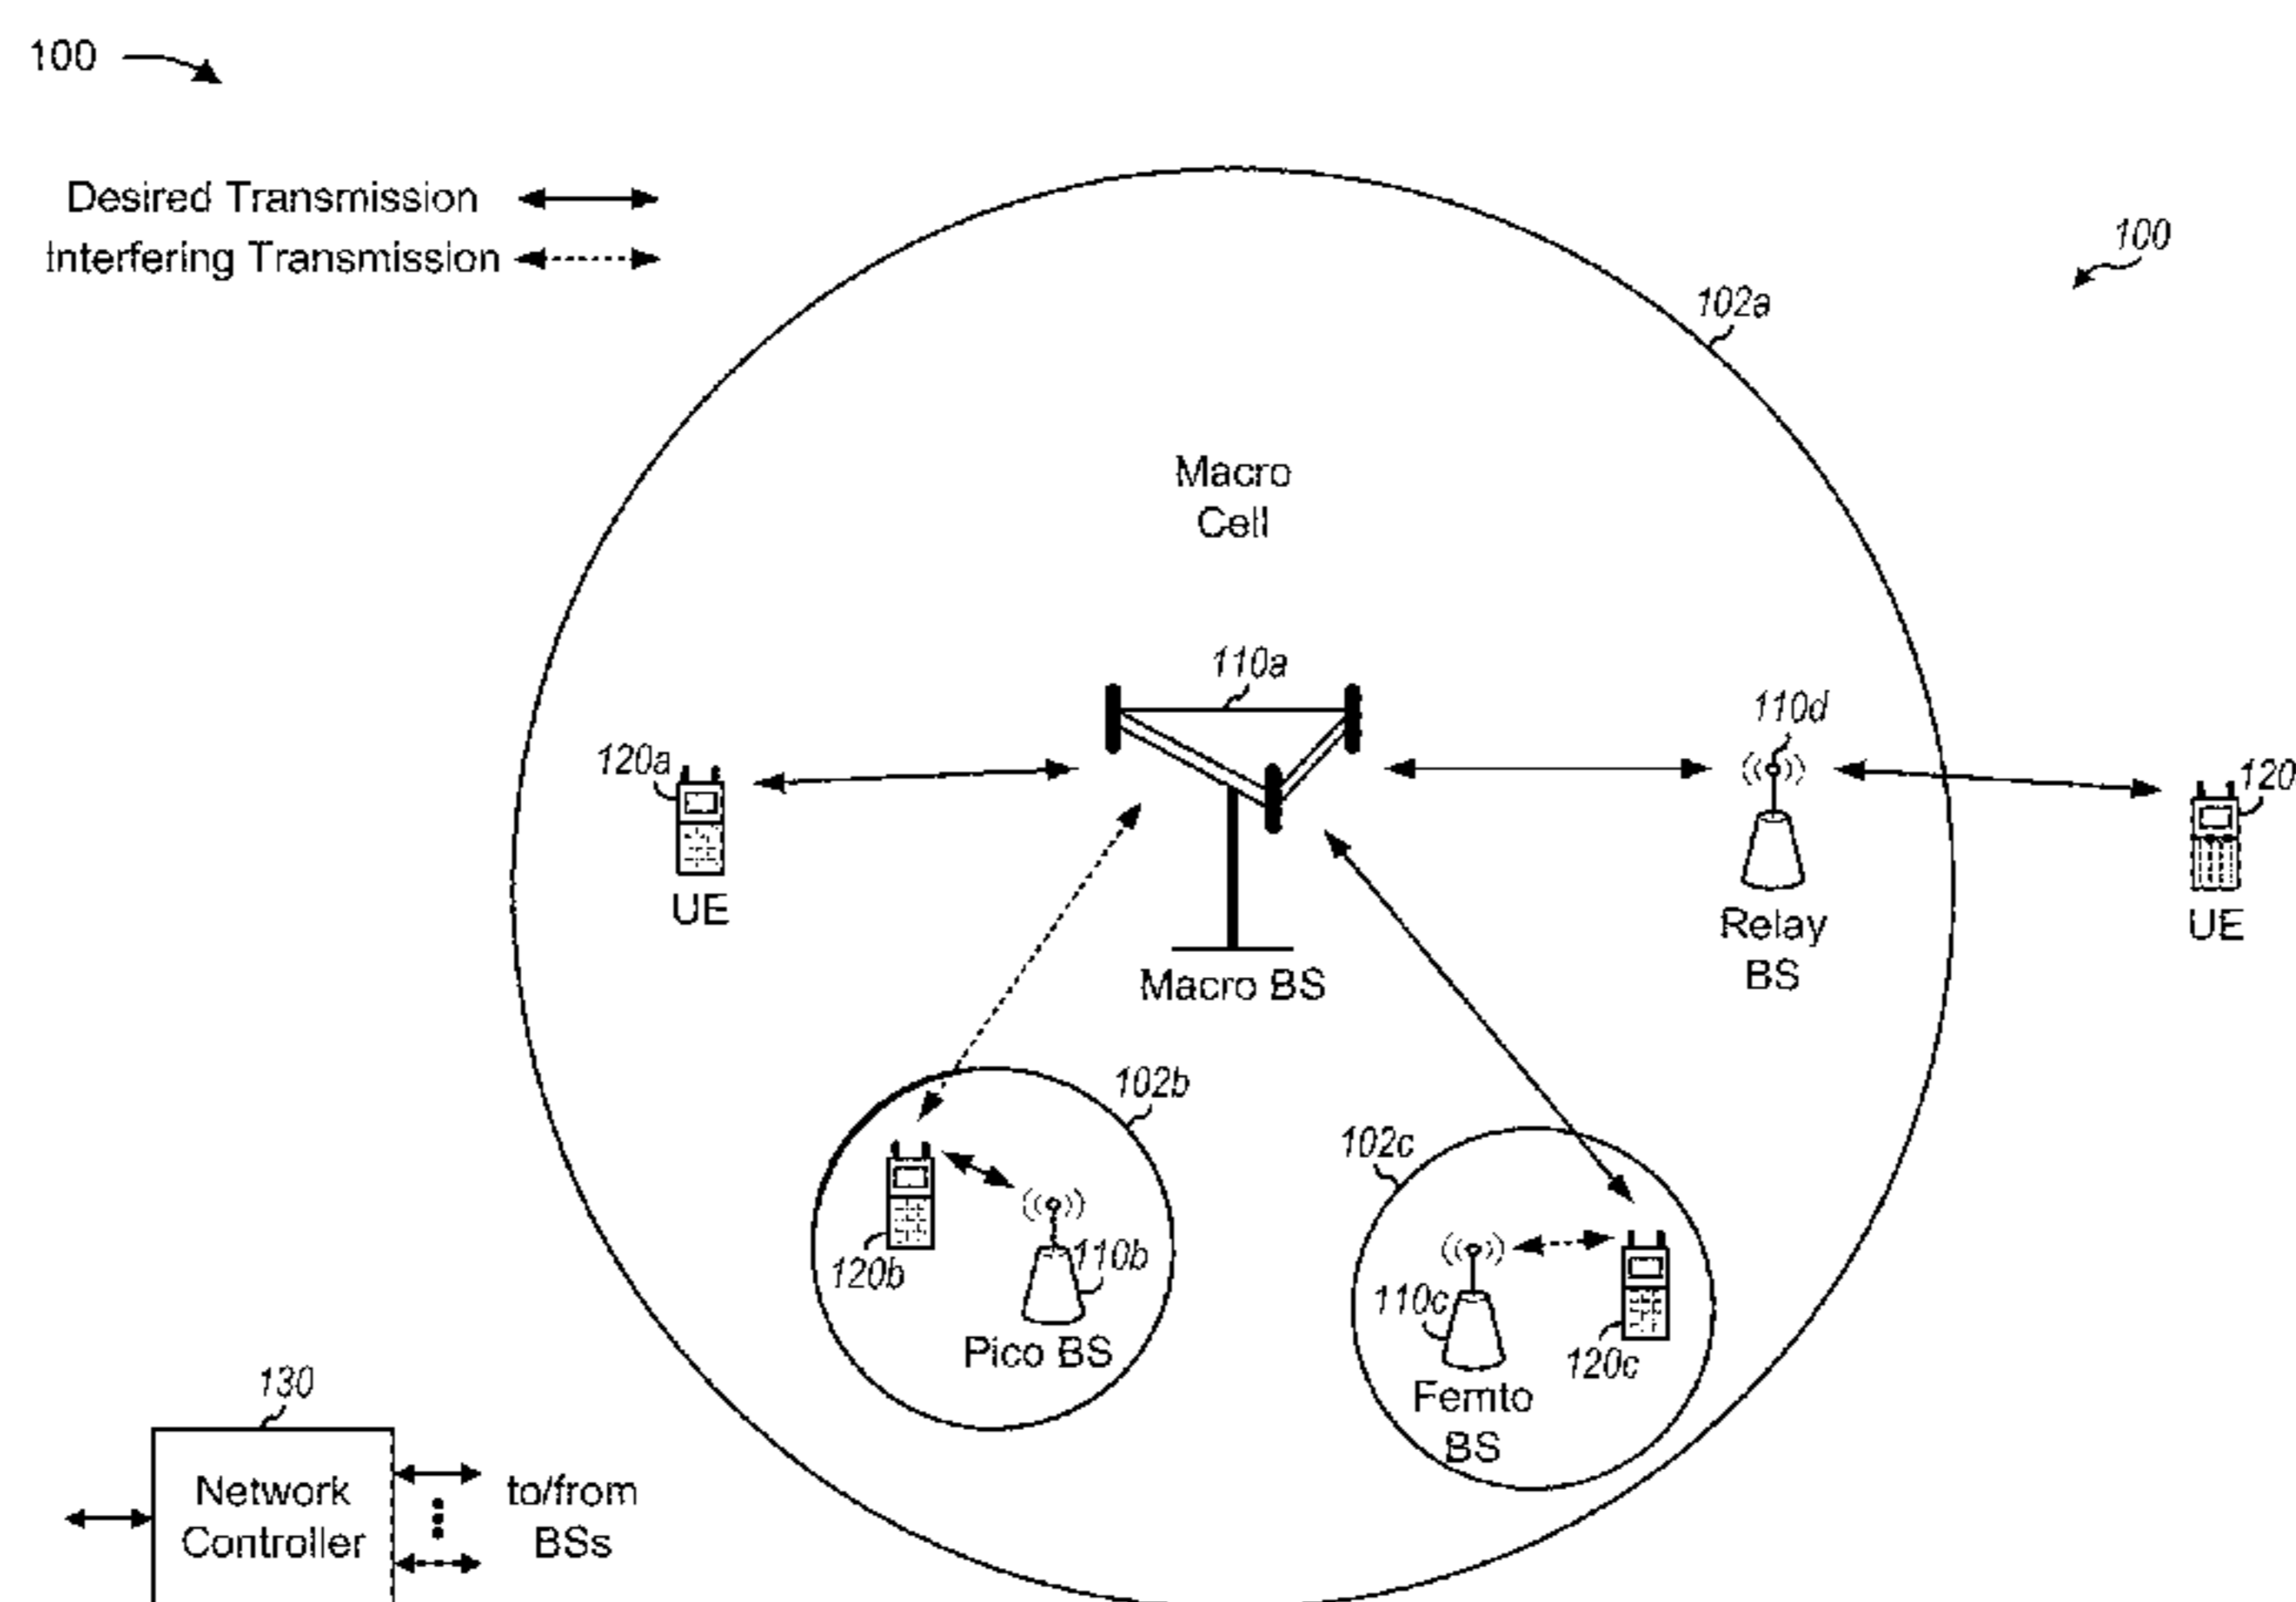 100
Desired Transmission
Interfering Transmission
100
102a
Macro
Cell
110a
110d
120a
120
UE
Relay
BS
UE
Macro BS
102b
102c
110b
120b
110c
120c
Pico BS
Femto
BS
130
Network
Controller
to/from
BSs